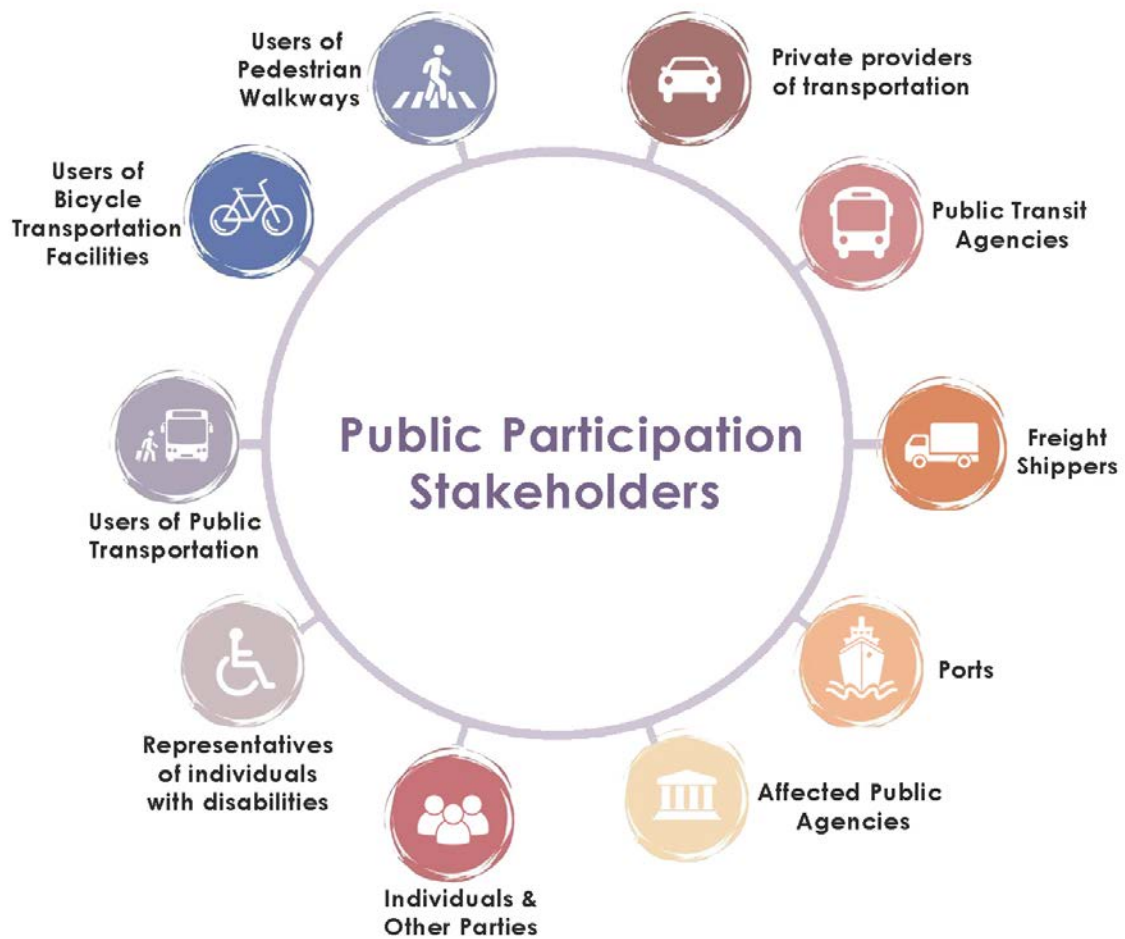 Users of
Pedestrian
Walkways
Private providers
of transportation
Users of
Bicycle
Transportation
Facilities
Public Transit
Agencies
Public Participation
Stakeholders
Freight
Shippers
Users of Public
Transportation
Ports
Representatives
of individuals
with disabilities
Affected Public
Agencies
Individuals &
Other Parties